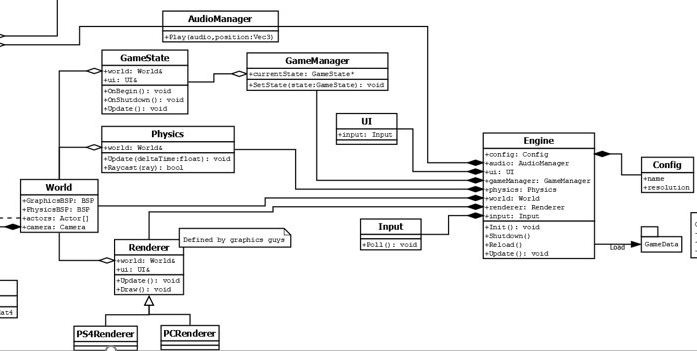 AudioManager
+Play(audio,position:Vec3)
GameState
+world: World&
+ui: UI&
+OnBegin(): void
+OnShutdown(): void
+Update(): void
GameManager
+currentState: GameState*
+SetState(state:GameState): void
UI
+input: Input
Physics
+world: World&
+Update(deltaTime:float): void
+Raycast(ray): bool
Engine
+config: Config
+audio: AudioManager
+ui: UI
+gameManager: GameManager
+physics: Physics
+world: World
+renderer: Renderer
+input: Input
+Init(): void
+Shutdown()
+Reload()
+Update(): void
Config
+name
+resolution
World
+GraphicsBSP: BSP
+PhysicsBSP: BSP
+actors: Actor[]
+camera: Camera
Input
+Poll(): void
Defined by graphics guys
Renderer
+world: World&
+ui: UI&
+Update(): void
+Draw(): void
Load
GameData
at4
PS4Renderer
PCRenderer